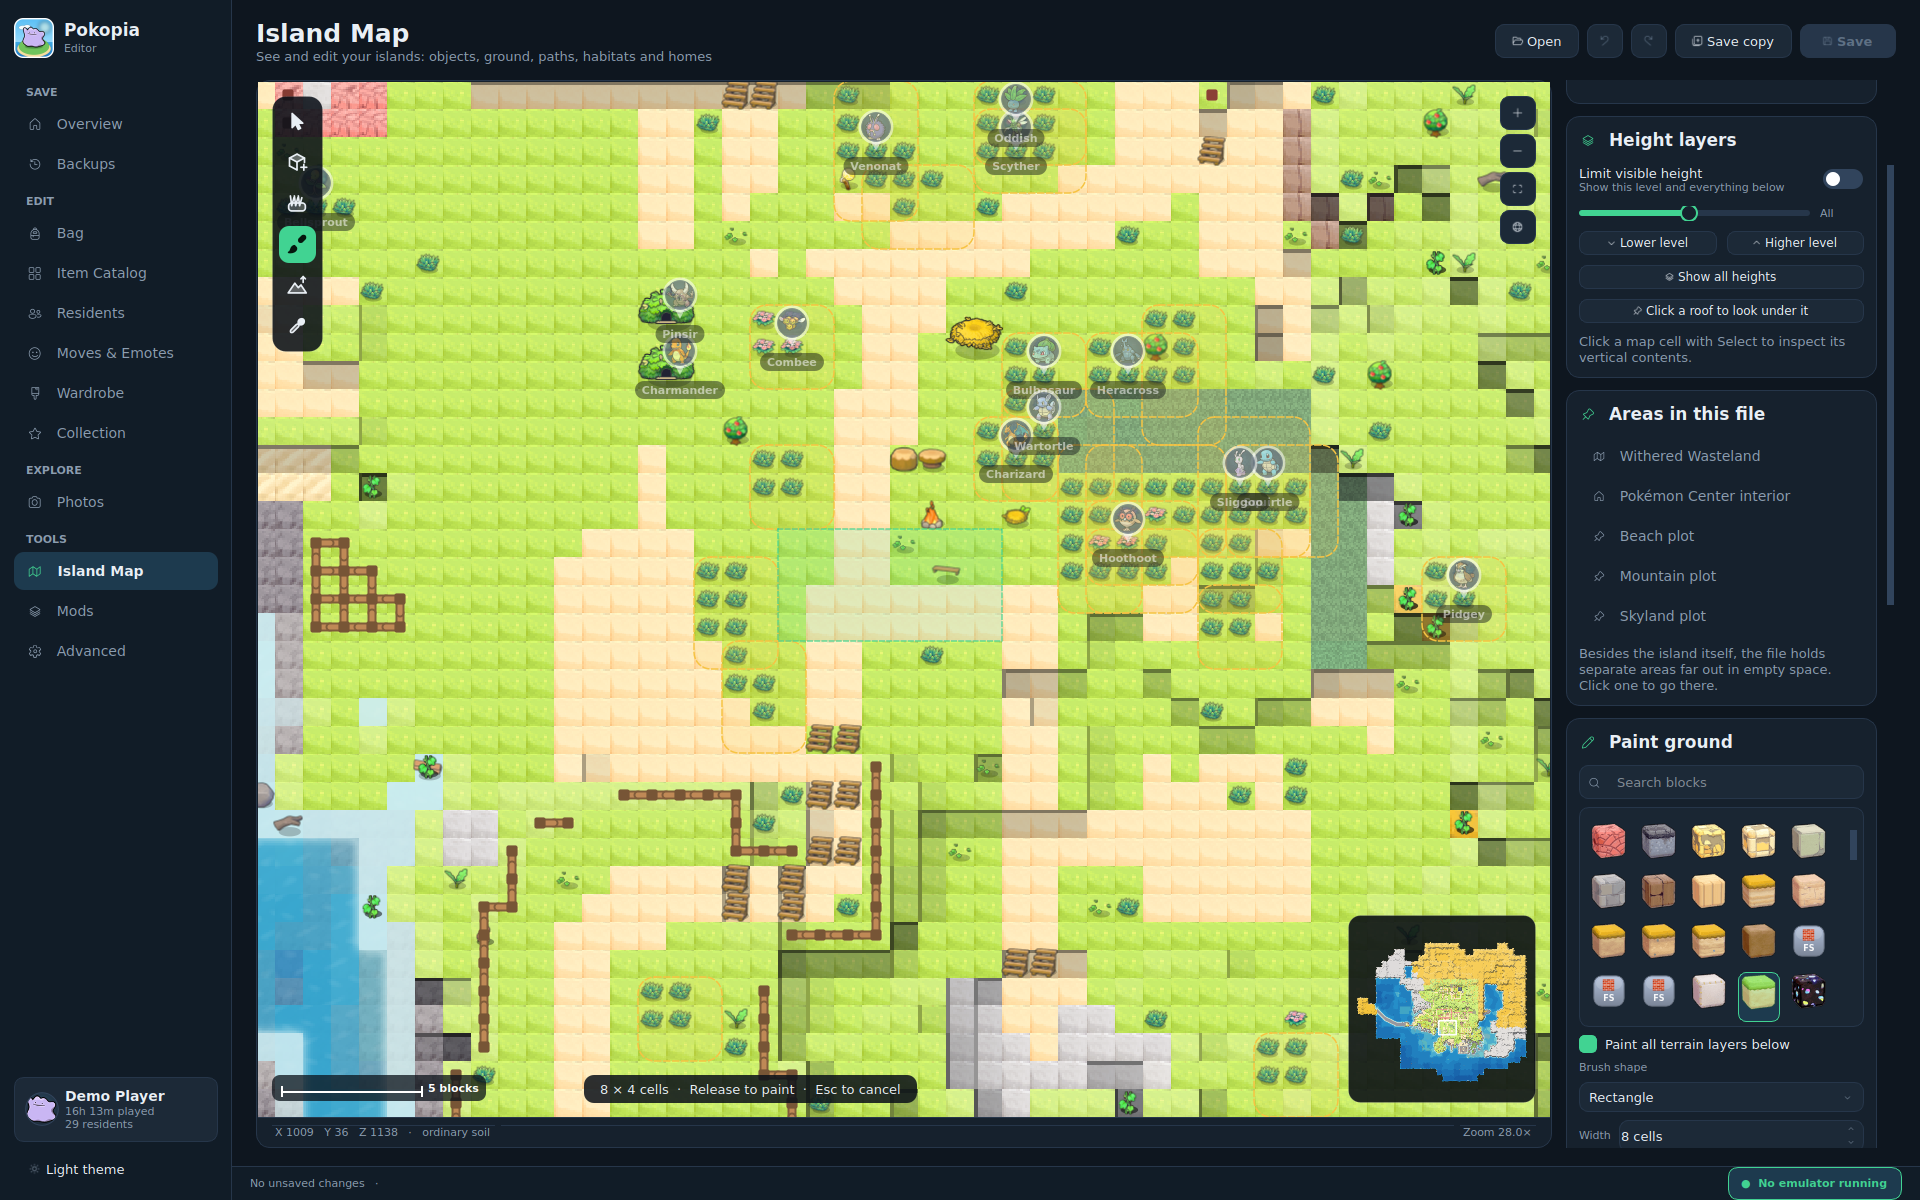 Pokopia
Editor
SAVE
Overview
Backups
EDIT
Bag
Item Catalog
Residents
Moves & Emotes
Wardrobe
Collection
EXPLORE
Photos
TOOLS
Island Map
Mods
Advanced
Demo Player
16h 13m played
29 residents
Light theme
Island Map
See and edit your islands: objects, ground, paths, habitats and homes
Open
Save copy
Save
Oddish
Venonat
Scyther
rout
Pinsir
Combee
Charmander
Bulbasaur
Heracross
Wartortle
Charizard
Sliggoo
rtle
Hoothoot
Pidgey
5 blocks
8 × 4 cells · Release to paint · Esc to cancel
X 1009 Y 36 Z 1138 · ordinary soil
Zoom 28.0×
Height layers
Limit visible height
Show this level and everything below
All
Lower level
Higher level
Show all heights
Click a roof to look under it
Click a map cell with Select to inspect its
vertical contents.
Areas in this file
Withered Wasteland
Pokémon Center interior
Beach plot
Mountain plot
Skyland plot
Besides the island itself, the file holds
separate areas far out in empty space.
Click one to go there.
Paint ground
Search blocks
FS
FS
FS
Paint all terrain layers below
Brush shape
Rectangle
Width
8 cells
No unsaved changes ·
No emulator running